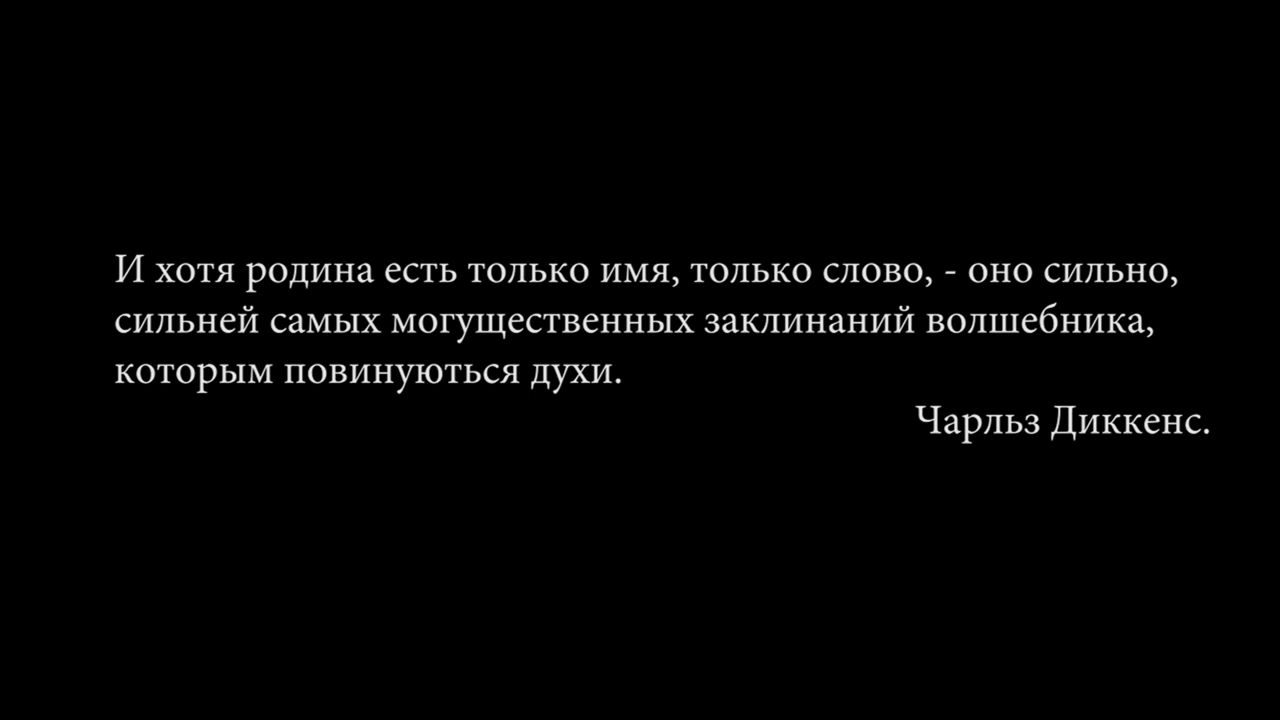 И хотя родина есть только имя, только слово, - оно сильно,
сильней самых могущественных заклинаний волшебника,
которым повинуються духи.
Чарльз Диккенс.